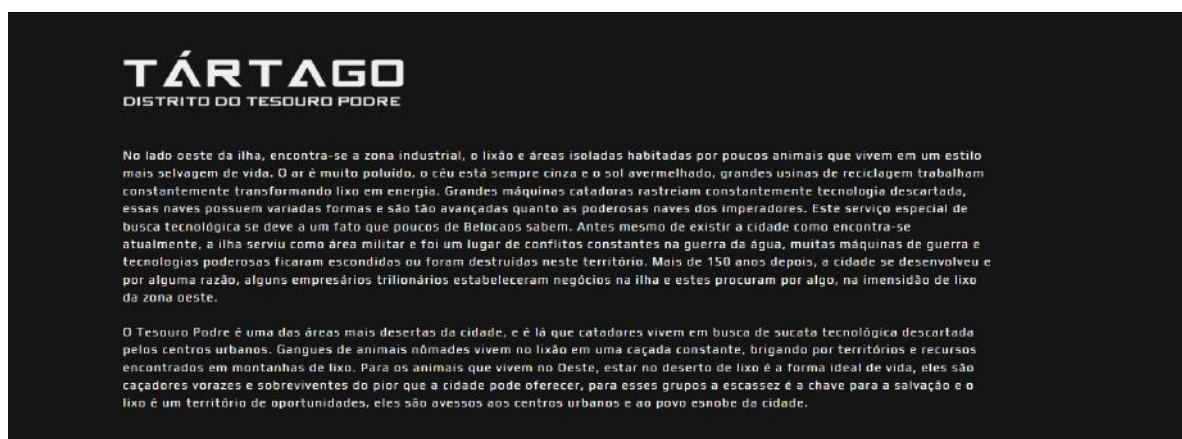 TÁRTAGO
DISTRITO DO TESOURO PODRE
No lado oeste da ilha, encontra-se a zona industrial, o lixão e áreas isoladas habitadas por poucos animais que vivem em um estilo
mais selvagem de vida. O ar é muito poluído, o céu está sempre cinza e o sol avermelhado, grandes usinas de reciclagem trabalham
constantemente transformando lixo em energia. Grandes máquinas catadoras rastreiam constantemente tecnologia descartada,
essas naves possuem variadas formas e são tão avançadas quanto as poderosas naves dos imperadores. Este serviço especial de
busca tecnológica se deve a um fato que poucos de Belocaos sabem. Antes mesmo de existir a cidade como encontra-se
atualmente, a ilha serviu como área militar e foi um lugar de conflitos constantes na guerra da água, muitas máquinas de guerra e
tecnologias poderosas ficaram escondidas ou foram destruídas neste território. Mais de 150 anos depois, a cidade se desenvolveu e
por alguma razão, alguns empresários trilionários estabeleceram negócios na ilha e estes procuram por algo, na imensidão de lixo
da zona oeste.
O Tesouro Podre é uma das áreas mais desertas da cidade, e é lá que catadores vivem em busca de sucata tecnológica descartada
pelos centros urbanos. Gangues de animais nômades vivem no lixão em uma caçada constante, brigando por territórios e recursos
encontrados em montanhas de lixo. Para os animais que vivem no Oeste, estar no deserto de lixo é a forma ideal de vida, eles são
caçadores vorazes e sobreviventes do pior que a cidade pode oferecer, para esses grupos a escassez é a chave para a salvação e o
lixo é um território de oportunidades, eles são avessos aos centros urbanos e ao povo esnobe da cidade.